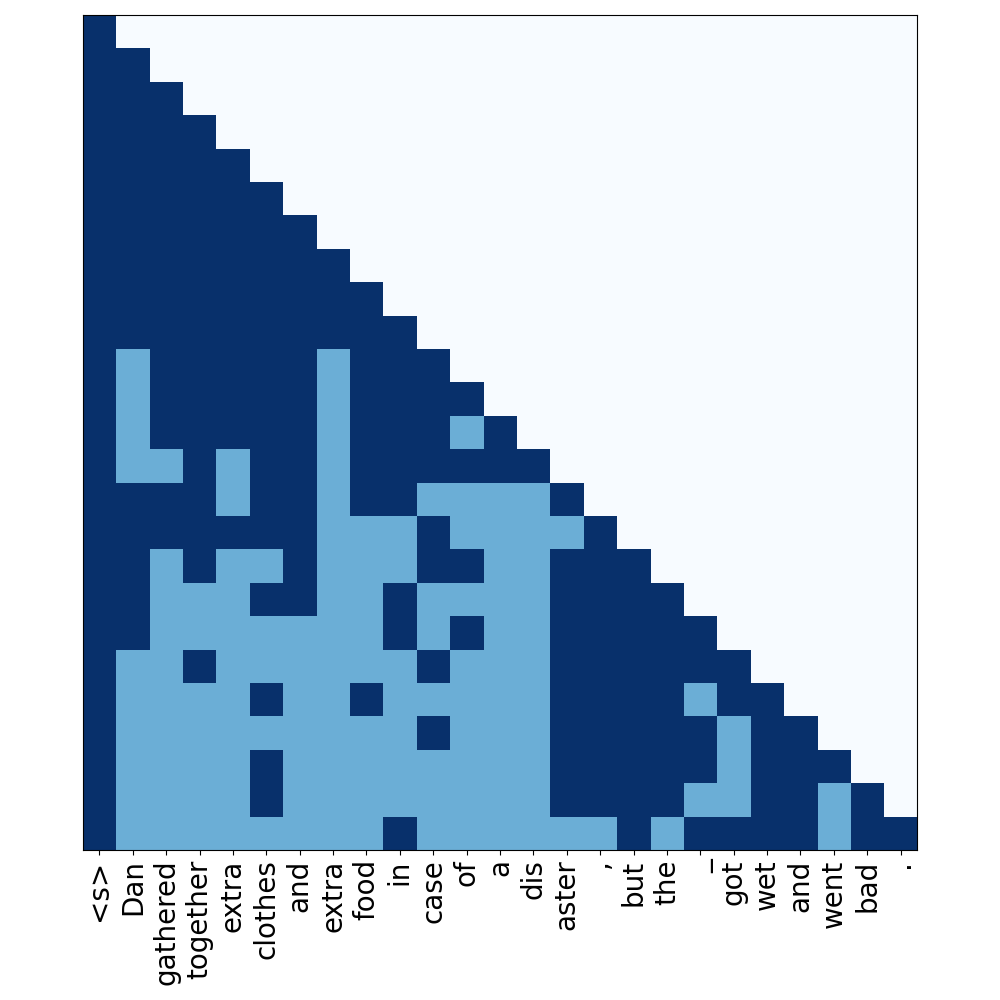 <s>
Dan
gathered
together
extra
clothes
and
extra
food
in
case
of
a
dis
aster
,
but
the
_
got
wet
and
went
bad
.